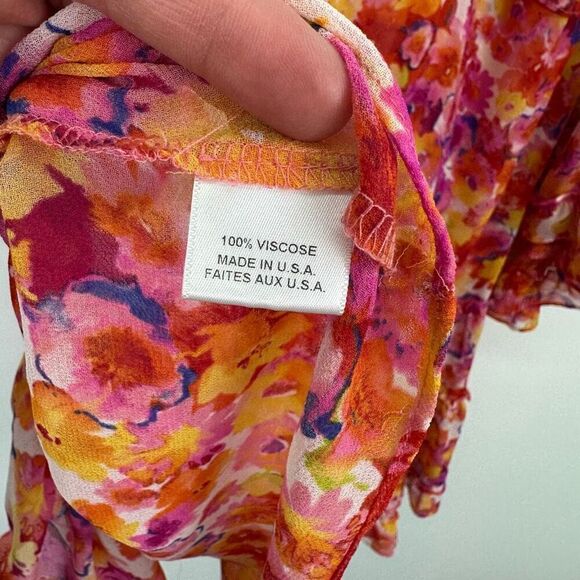 100% VISCOSE
MADE IN U.S.A.
FAITES AUX U.S.A.